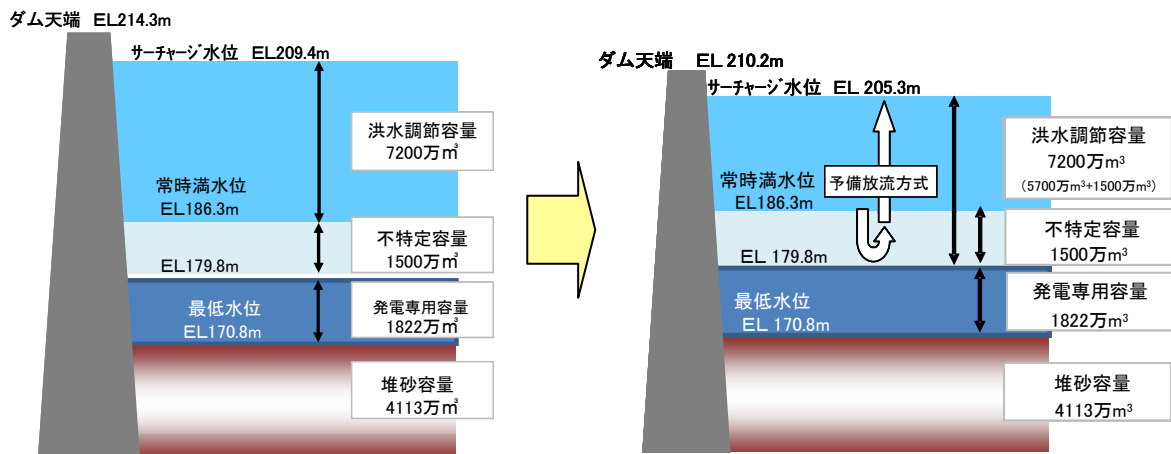 ダム天端 EL214.3m
サーチャージ水位 EL209.4m
洪水調節容量
7200万㎥
常時満水位
EL186.3m
不特定容量
1500万㎥
EL179.8m
最低水位
EL170.8m
発電専用容量
1822万㎥
堆砂容量
4113万㎥
ダム天端 EL 210.2m
サーチャージ水位 EL 205.3m
洪水調節容量
7200万m³
(5700万m³+1500万m³)
予備放流方式
常時満水位
EL186.3m
不特定容量
1500万m³
EL 179.8m
最低水位
EL 170.8m
発電専用容量
1822万m³
堆砂容量
4113万m³